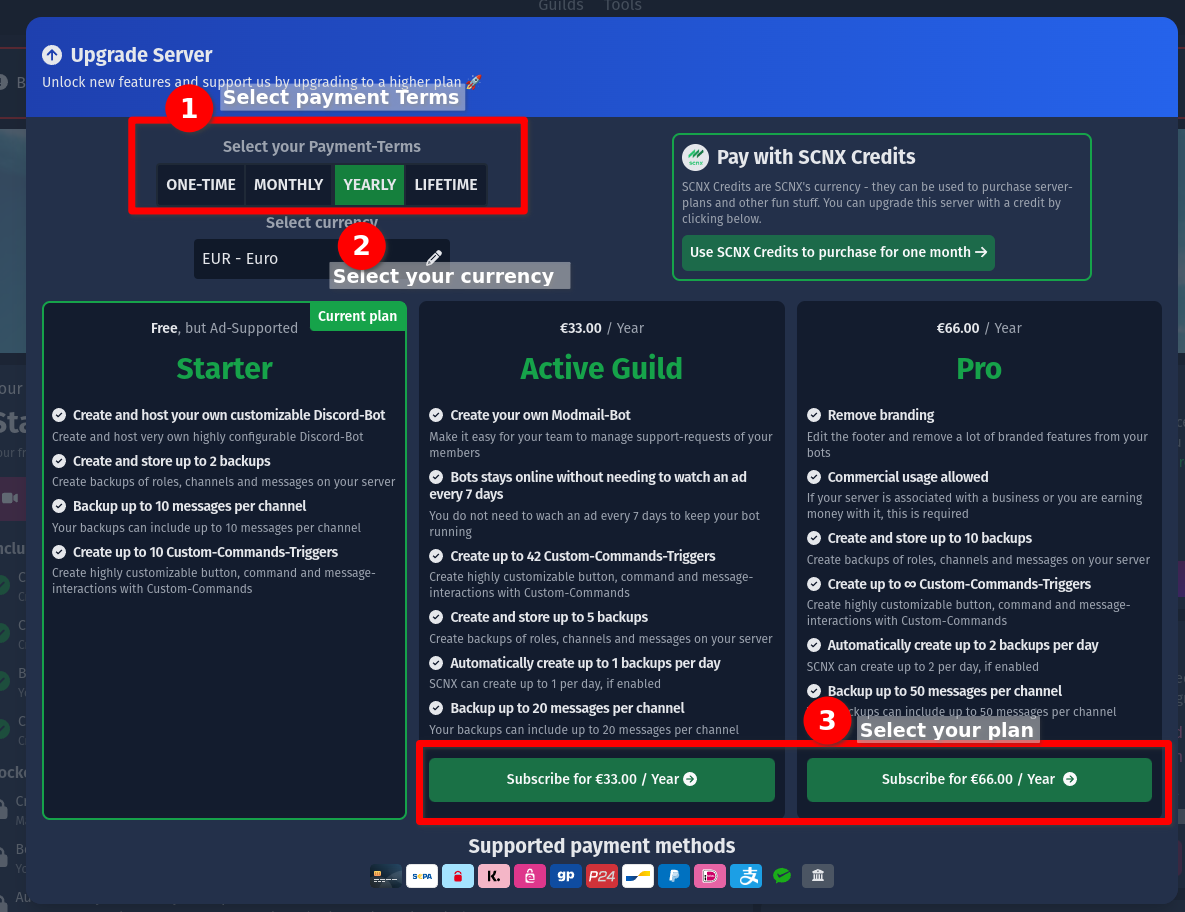 Guilds Tools
Upgrade Server
Unlock new features and support us by upgrading to a higher plan 🚀
1
Select payment Terms
Select your Payment-Terms
ONE-TIME MONTHLY YEARLY LIFETIME
Select currency
2
EUR - Euro
Select your currency
Pay with SCNX Credits
SCNX Credits are SCNX's currency - they can be used to purchase server-
plans and other fun stuff. You can upgrade this server with a credit by
clicking below.
Use SCNX Credits to purchase for one month →
Current plan
Free, but Ad-Supported
Starter
Create and host your own customizable Discord-Bot
Create and host very own highly configurable Discord-Bot
Create and store up to 2 backups
Create backups of roles, channels and messages on your server
Backup up to 10 messages per channel
Your backups can include up to 10 messages per channel
Create up to 10 Custom-Commands-Triggers
Create highly customizable button, command and message-
interactions with Custom-Commands
€33.00 / Year
Active Guild
Create your own Modmail-Bot
Make it easy for your team to manage support-requests of your
members
Bots stays online without needing to watch an ad
every 7 days
You do not need to wach an ad every 7 days to keep your bot
running
Create up to 42 Custom-Commands-Triggers
Create highly customizable button, command and message-
interactions with Custom-Commands
Create and store up to 5 backups
Create backups of roles, channels and messages on your server
Automatically create up to 1 backups per day
SCNX can create up to 1 per day, if enabled
Backup up to 20 messages per channel
Your backups can include up to 20 messages per channel
Subscribe for €33.00 / Year
€66.00 / Year
Pro
Remove branding
Edit the footer and remove a lot of branded features from your
bots
Commercial usage allowed
If your server is associated with a business or you are earning
money with it, this is required
Create and store up to 10 backups
Create backups of roles, channels and messages on your server
Create up to ∞ Custom-Commands-Triggers
Create highly customizable button, command and message-
interactions with Custom-Commands
Automatically create up to 2 backups per day
SCNX can create up to 2 per day, if enabled
Backup up to 50 messages per channel
backups can include up to 50 messages per channel
3
Select your plan
Subscribe for €66.00 / Year
Supported payment methods
SEPA K. gp P24